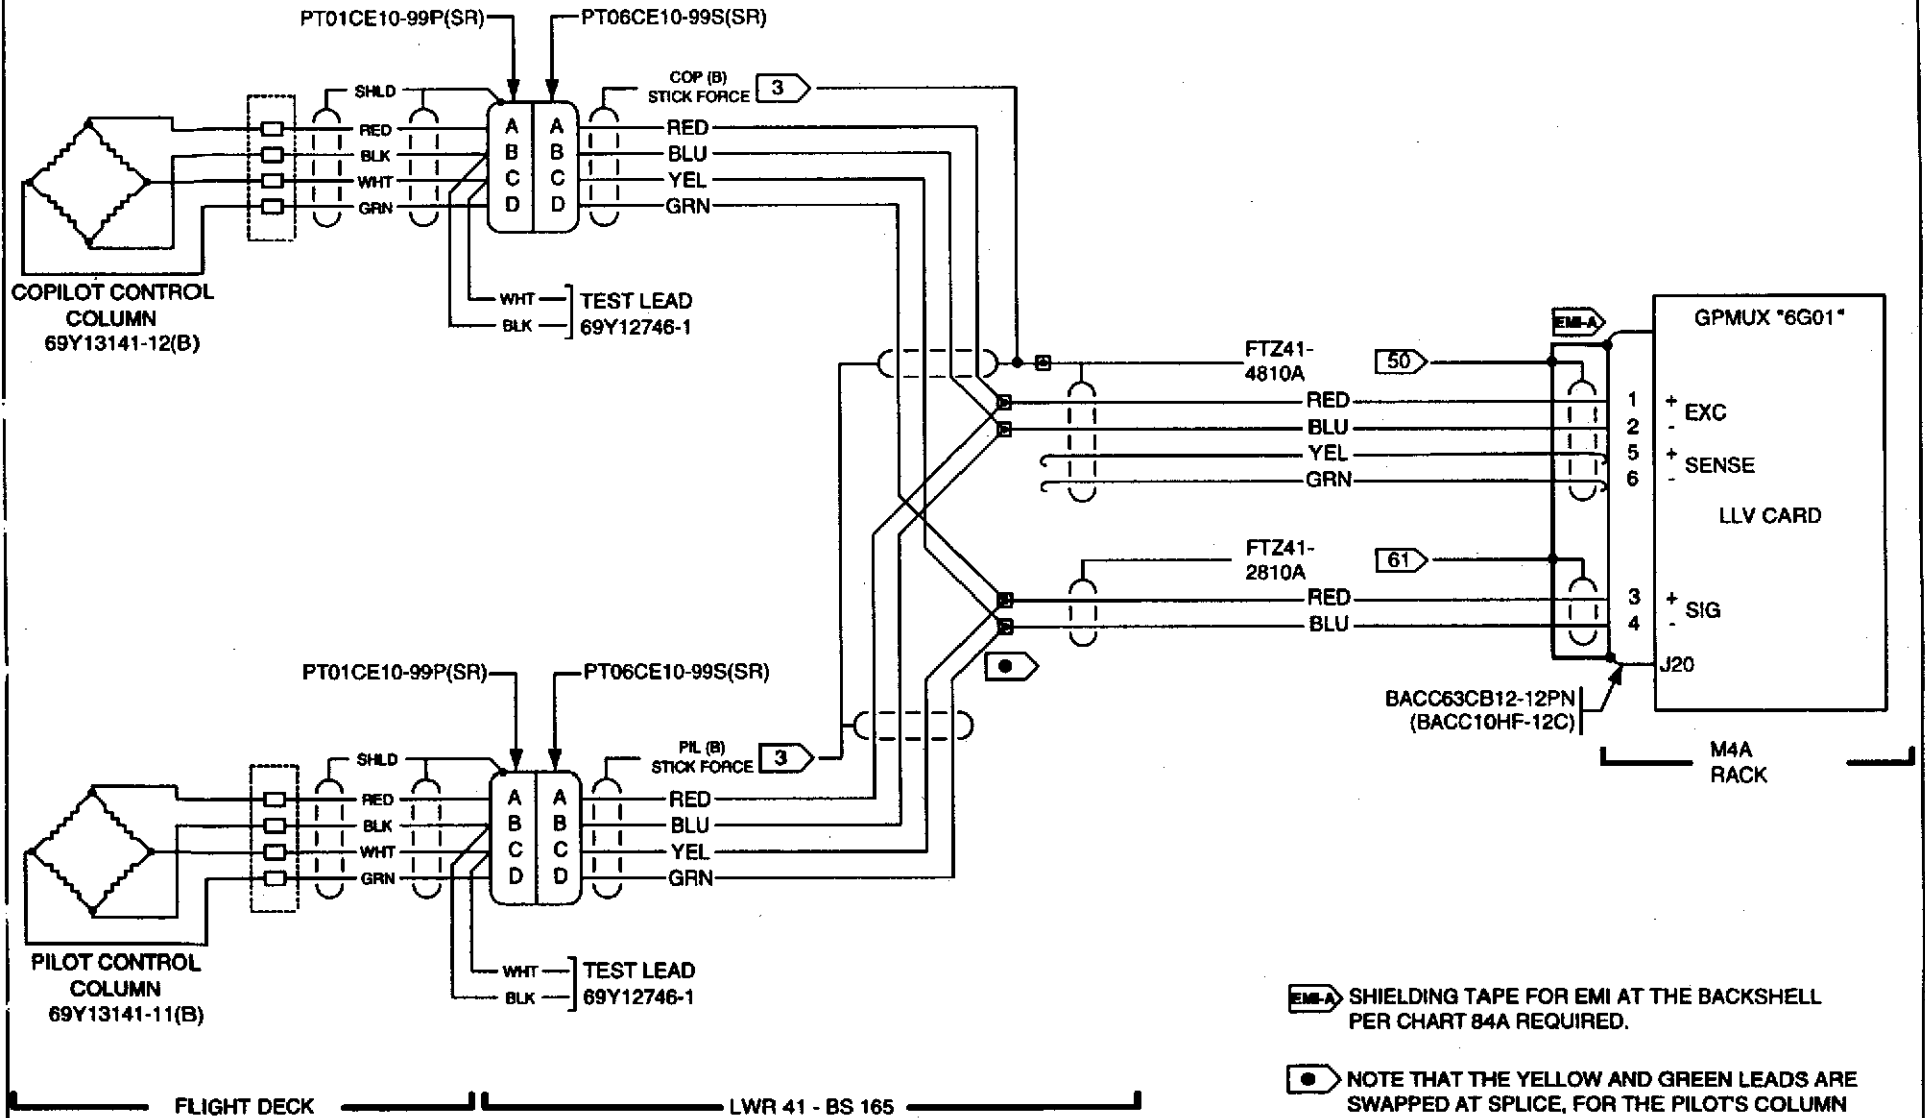 PT01CE10-99P(SR)
PT06CE10-99S(SR)
SHLD
RED
BLK
WHT
GRN
A A
B B
C C
D D
COP (B)
STICK FORCE 3
RED
BLU
YEL
GRN
COPILOT CONTROL
COLUMN
69Y13141-12(B)
WHT
BLK
TEST LEAD
69Y12746-1
EMI-A
GPMUX "6G01"
FTZ41-
4810A
50
RED
BLU
YEL
GRN
1 + EXC
2 -
5 + SENSE
6 -
LLV CARD
FTZ41-
2810A
61
RED
BLU
3 + SIG
4 -
J20
BACC63CB12-12PN
(BACC10HF-12C)
M4A
RACK
PT01CE10-99P(SR)
PT06CE10-99S(SR)
SHLD
RED
BLK
WHT
GRN
A A
B B
C C
D D
PIL (B)
STICK FORCE 3
RED
BLU
YEL
GRN
PILOT CONTROL
COLUMN
69Y13141-11(B)
WHT
BLK
TEST LEAD
69Y12746-1
EMI-A SHIELDING TAPE FOR EMI AT THE BACKSHELL
PER CHART 84A REQUIRED.
NOTE THAT THE YELLOW AND GREEN LEADS ARE
SWAPPED AT SPLICE, FOR THE PILOT'S COLUMN
FLIGHT DECK
LWR 41 - BS 165